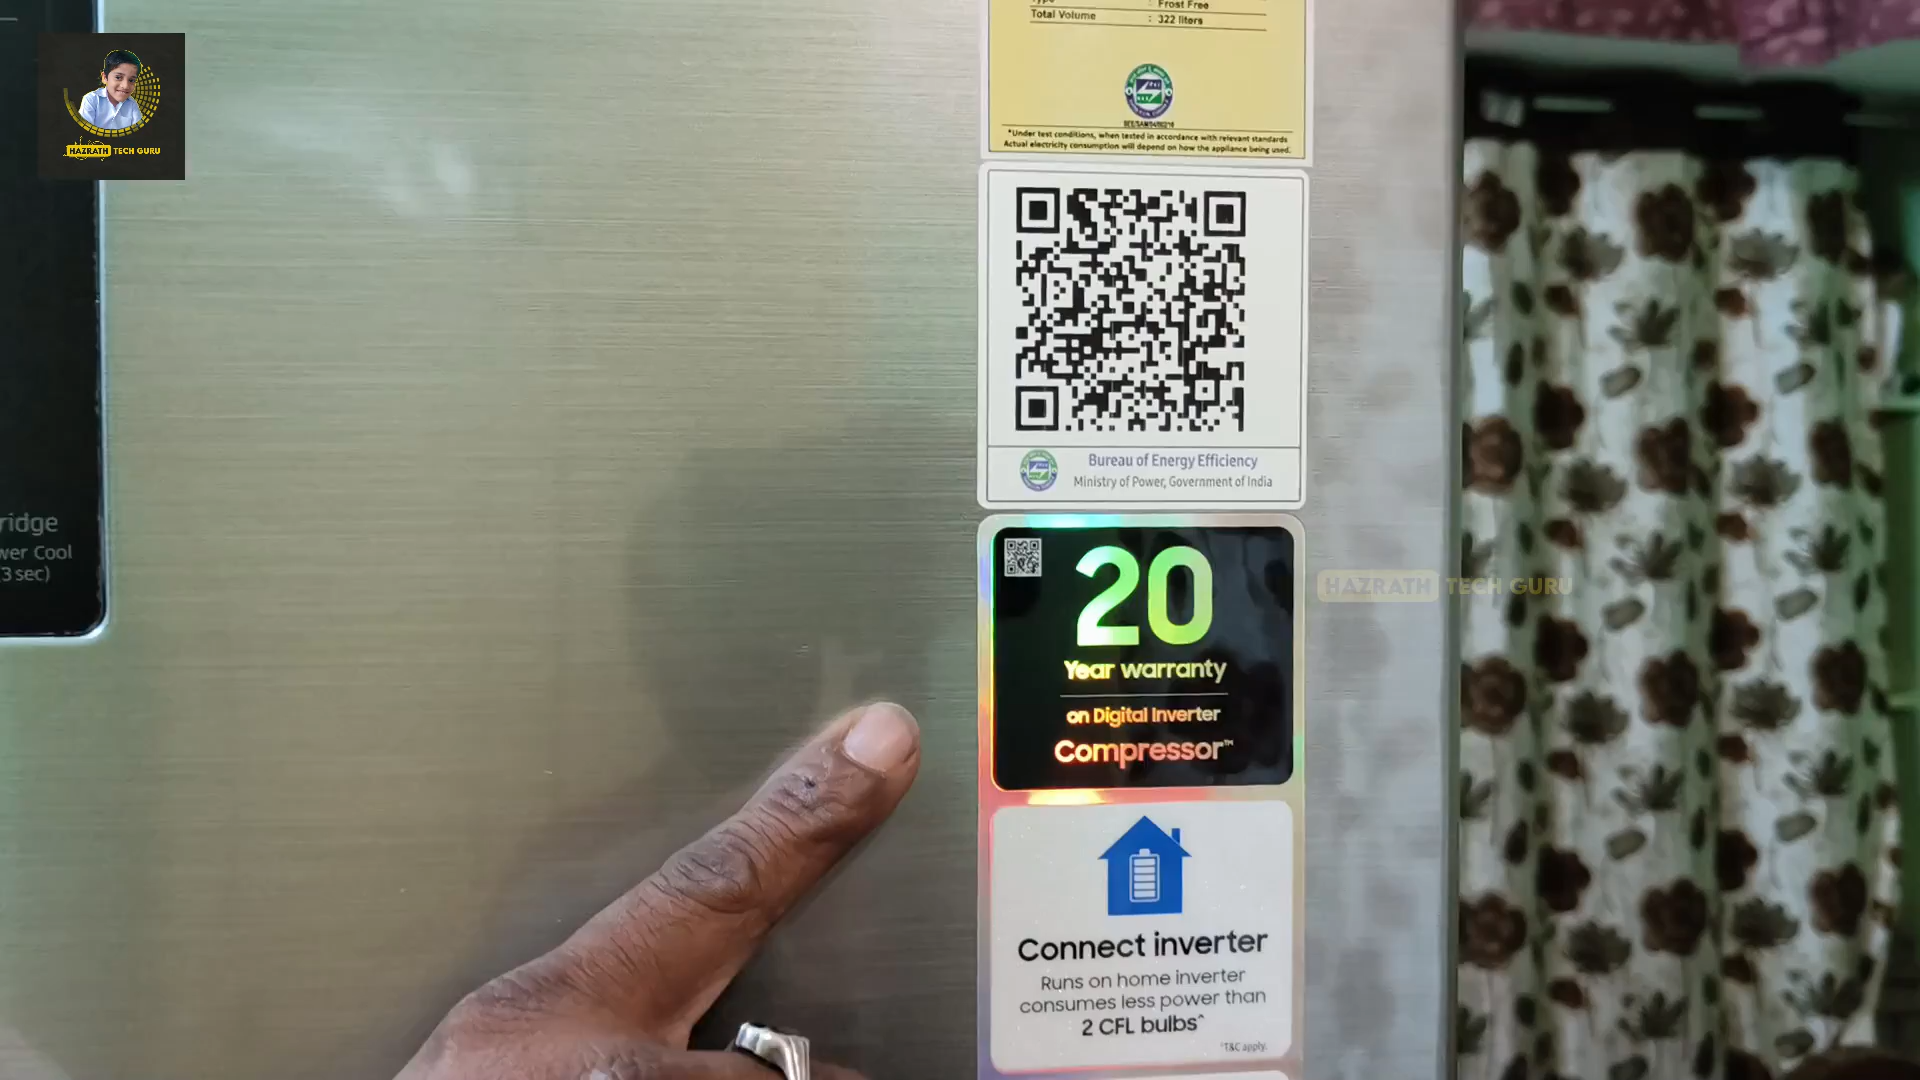 : Frost Free
Total Volume : 322 liters
*Under test conditions, when tested in accordance with relevant standards
Actual electricity consumption will depend on how the appliance being used.
HAZRATH TECH GURU
Bureau of Energy Efficiency
Ministry of Power, Government of India
ridge
wer Cool
3 sec)
20
Year warranty
on Digital Inverter
Compressor™
HAZRATH TECH GURU
Connect inverter
Runs on home inverter
consumes less power than
2 CFL bulbs^
*T&C apply.